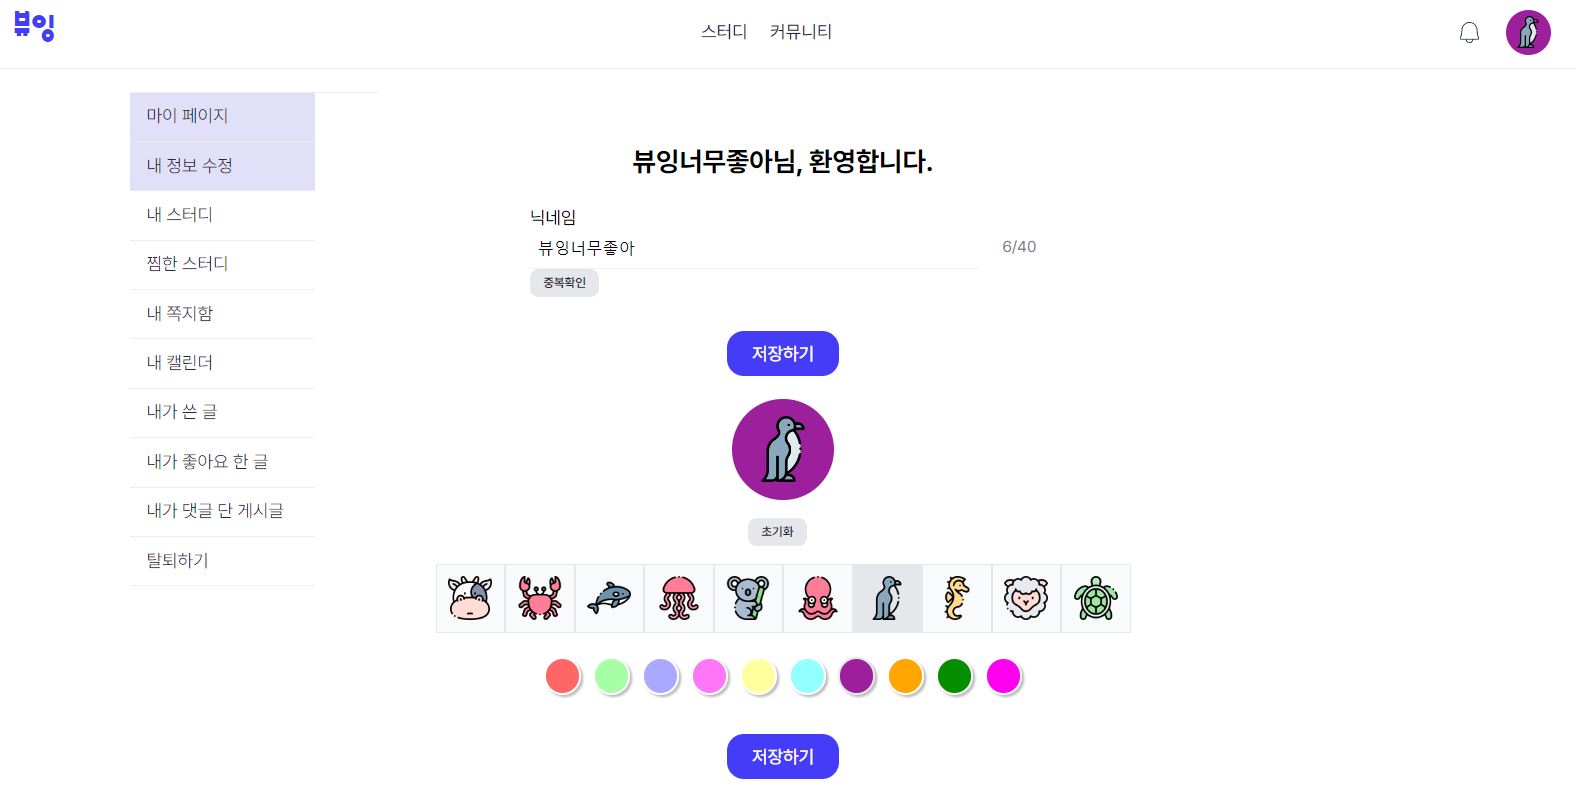 뷰잉
스터디 커뮤니티
마이 페이지
내 정보 수정
내 스터디
찜한 스터디
내 쪽지함
내 캘린더
내가 쓴 글
내가 좋아요 한 글
내가 댓글 단 게시글
탈퇴하기
뷰잉너무좋아님, 환영합니다.
닉네임
뷰잉너무좋아 6/40
중복확인
저장하기
초기화
저장하기